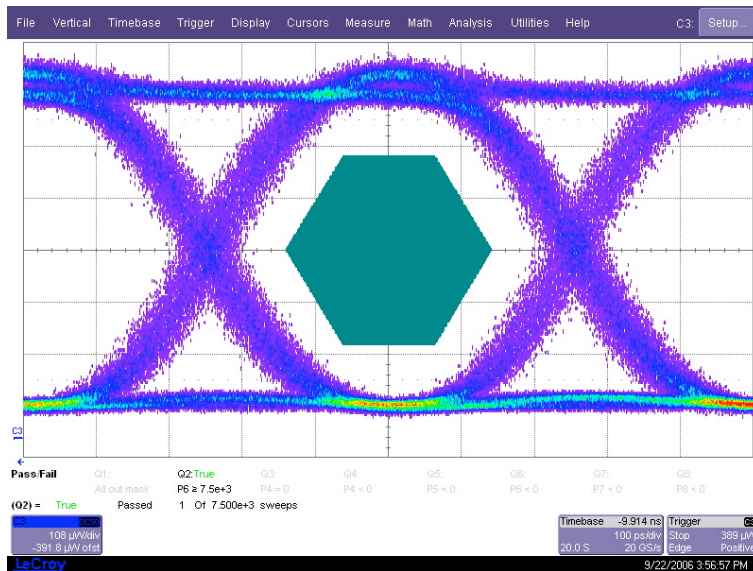 File Vertical Timebase Trigger Display Cursors Measure Math Analysis Utilities Help C3: Setup...
C3
Pass/Fail Q1: Q2:True Q3: Q4: Q5: Q6: Q7: Q8:
All out mask P6 ≥ 7.5e+3 P4 = 0 P4 < 0 P5 < 0 P6 < 0 P7 < 0 P8 < 0
(Q2) = True Passed 1 Of 7.500e+3 sweeps
C3
108 µW/div
-391.8 µW ofst
Timebase -9.914 ns
100 ps/div
20.0 S 20 GS/s
Trigger C3
Stop 389 µW
Edge Positive
LeCroy
9/22/2006 3:56:57 PM